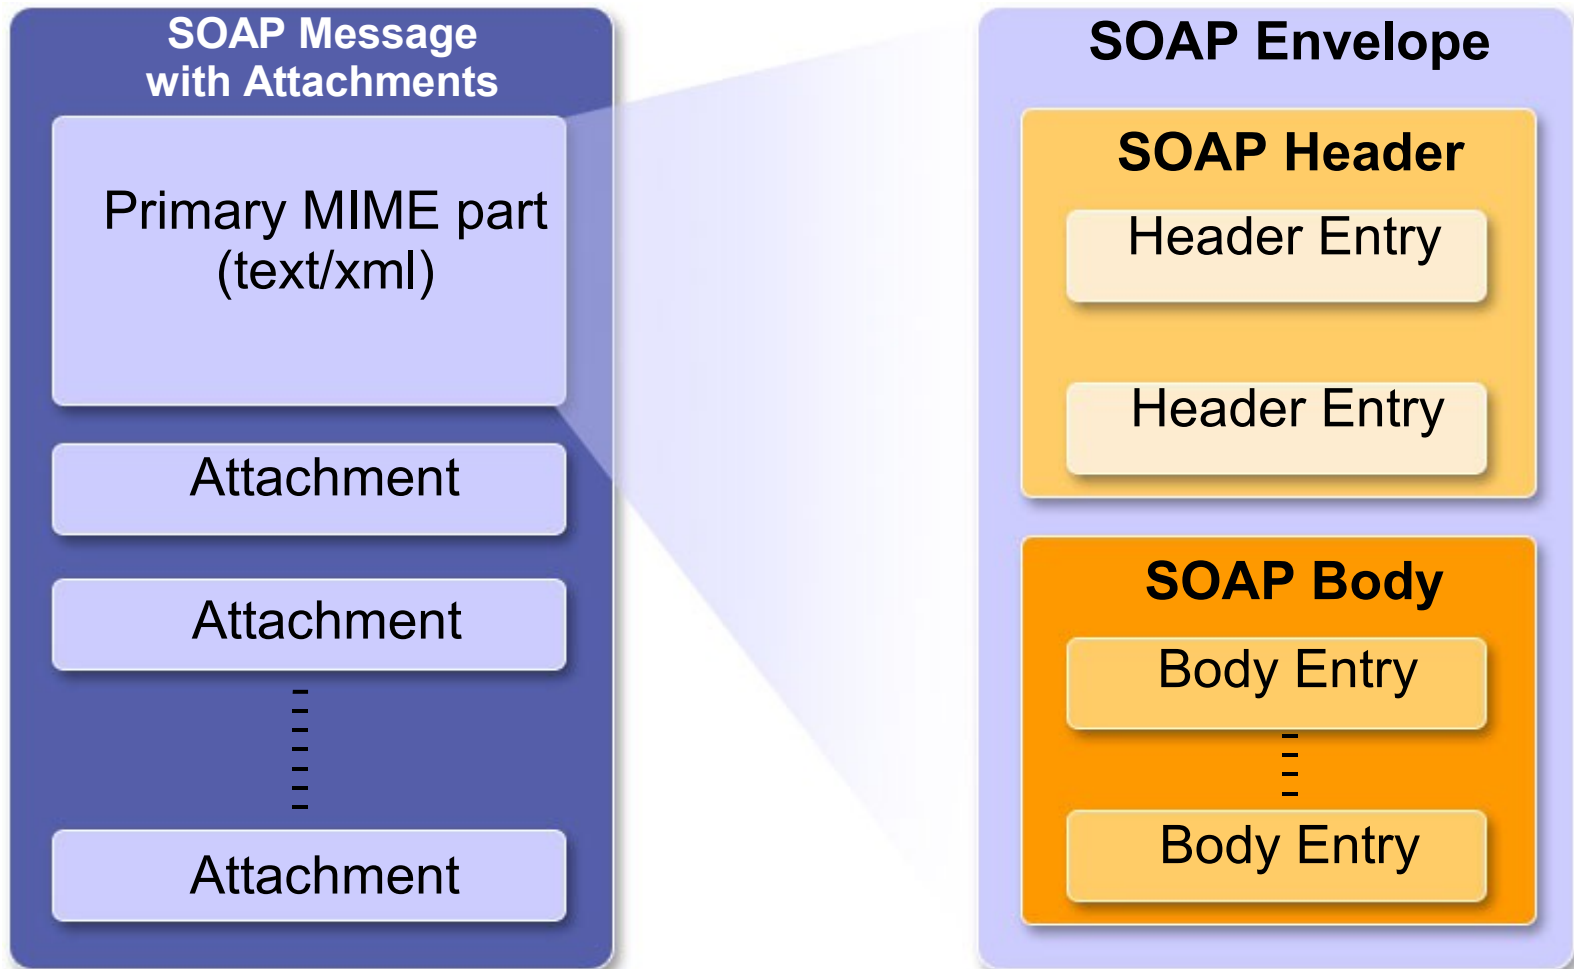 SOAP Message
with Attachments
Primary MIME part
(text/xml)
Attachment
Attachment
Attachment
SOAP Envelope
SOAP Header
Header Entry
Header Entry
SOAP Body
Body Entry
Body Entry